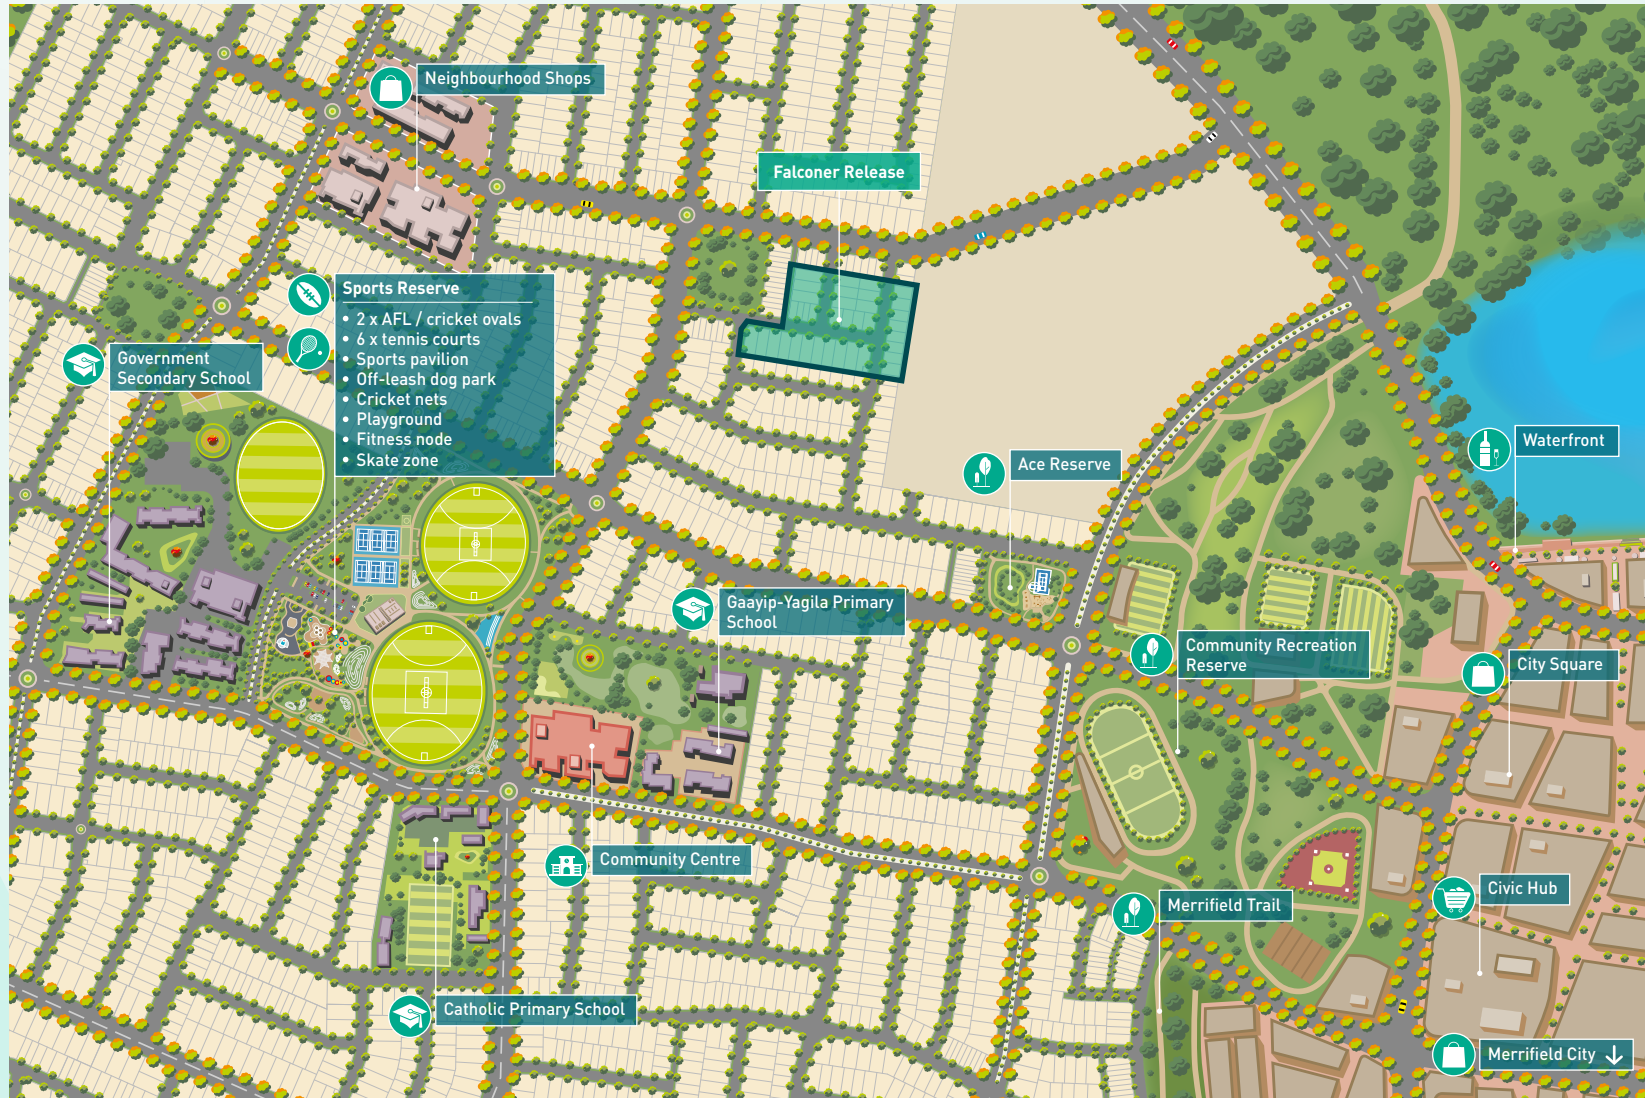 Neighbourhood Shops
Falconer Release
Sports Reserve
• 2 x AFL / cricket ovals
• 6 x tennis courts
• Sports pavilion
• Off-leash dog park
• Cricket nets
• Playground
• Fitness node
• Skate zone
Government
Secondary School
Waterfront
Ace Reserve
Gaayip-Yagila Primary
School
Community Recreation
Reserve
City Square
Community Centre
Civic Hub
Merrifield Trail
Catholic Primary School
Merrifield City ↓